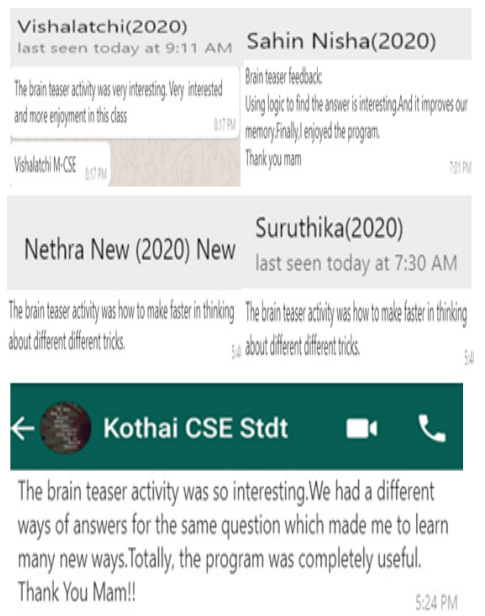 Vishalatchi(2020)
last seen today at 9:11 AM
The brain teaser activity was very interesting. Very interested
and more enjoyment in this class
8:17 PM
Vishalatchi M-CSE
8:17 PM
Sahin Nisha(2020)
Brain teaser feedback:
Using logic to find the answer is interesting.And it improves our
memory.Finally,I enjoyed the program.
Thank you mam
7:01 PM
Nethra New (2020) New
The brain teaser activity was how to make faster in thinking
about different different tricks.
Suruthika(2020)
last seen today at 7:30 AM
The brain teaser activity was how to make faster in thinking
about different different tricks.
Kothai CSE Stdt
The brain teaser activity was so interesting.We had a different
ways of answers for the same question which made me to learn
many new ways.Totally, the program was completely useful.
Thank You Mam!!
5:24 PM